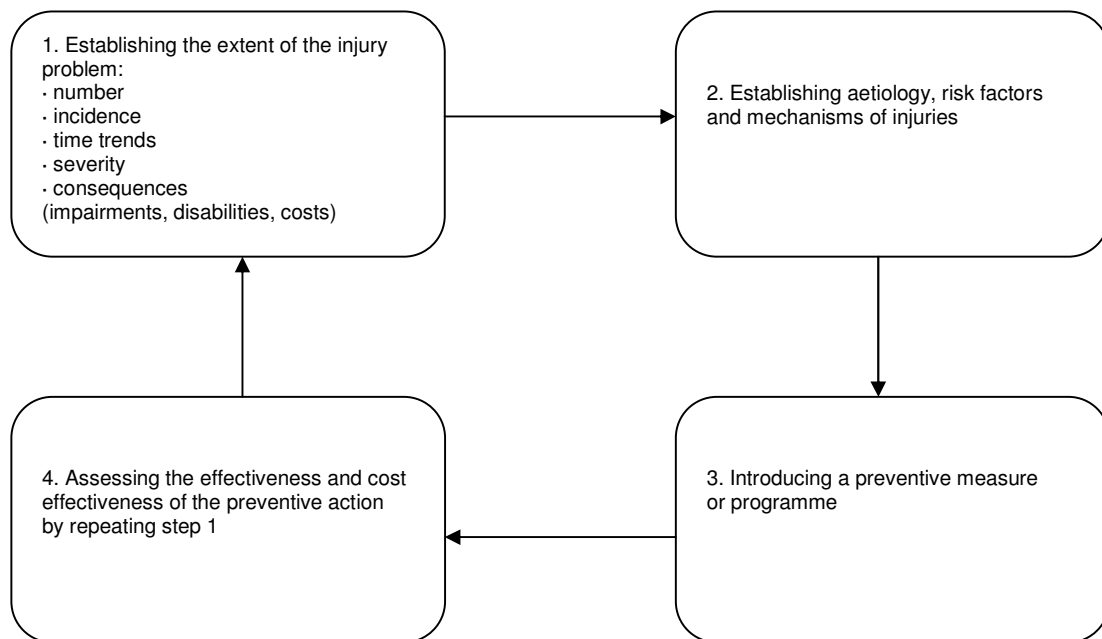 1. Establishing the extent of the injury
problem:
· number
· incidence
· time trends
· severity
· consequences
(impairments, disabilities, costs)
2. Establishing aetiology, risk factors
and mechanisms of injuries
4. Assessing the effectiveness and cost
effectiveness of the preventive action
by repeating step 1
3. Introducing a preventive measure
or programme